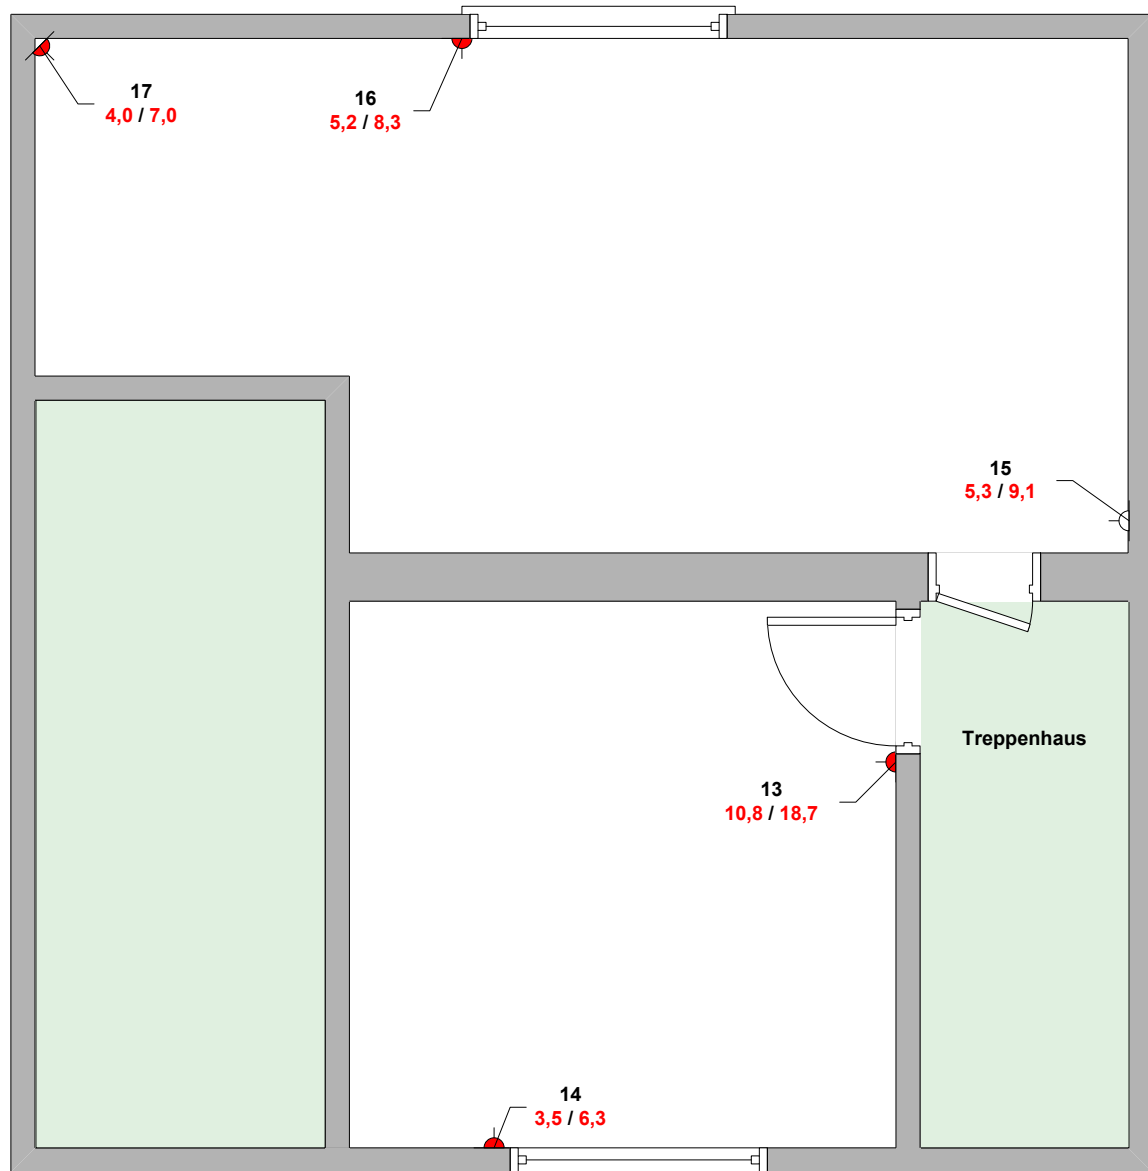 17
4,0 / 7,0
16
5,2 / 8,3
15
5,3 / 9,1
Treppenhaus
13
10,8 / 18,7
14
3,5 / 6,3